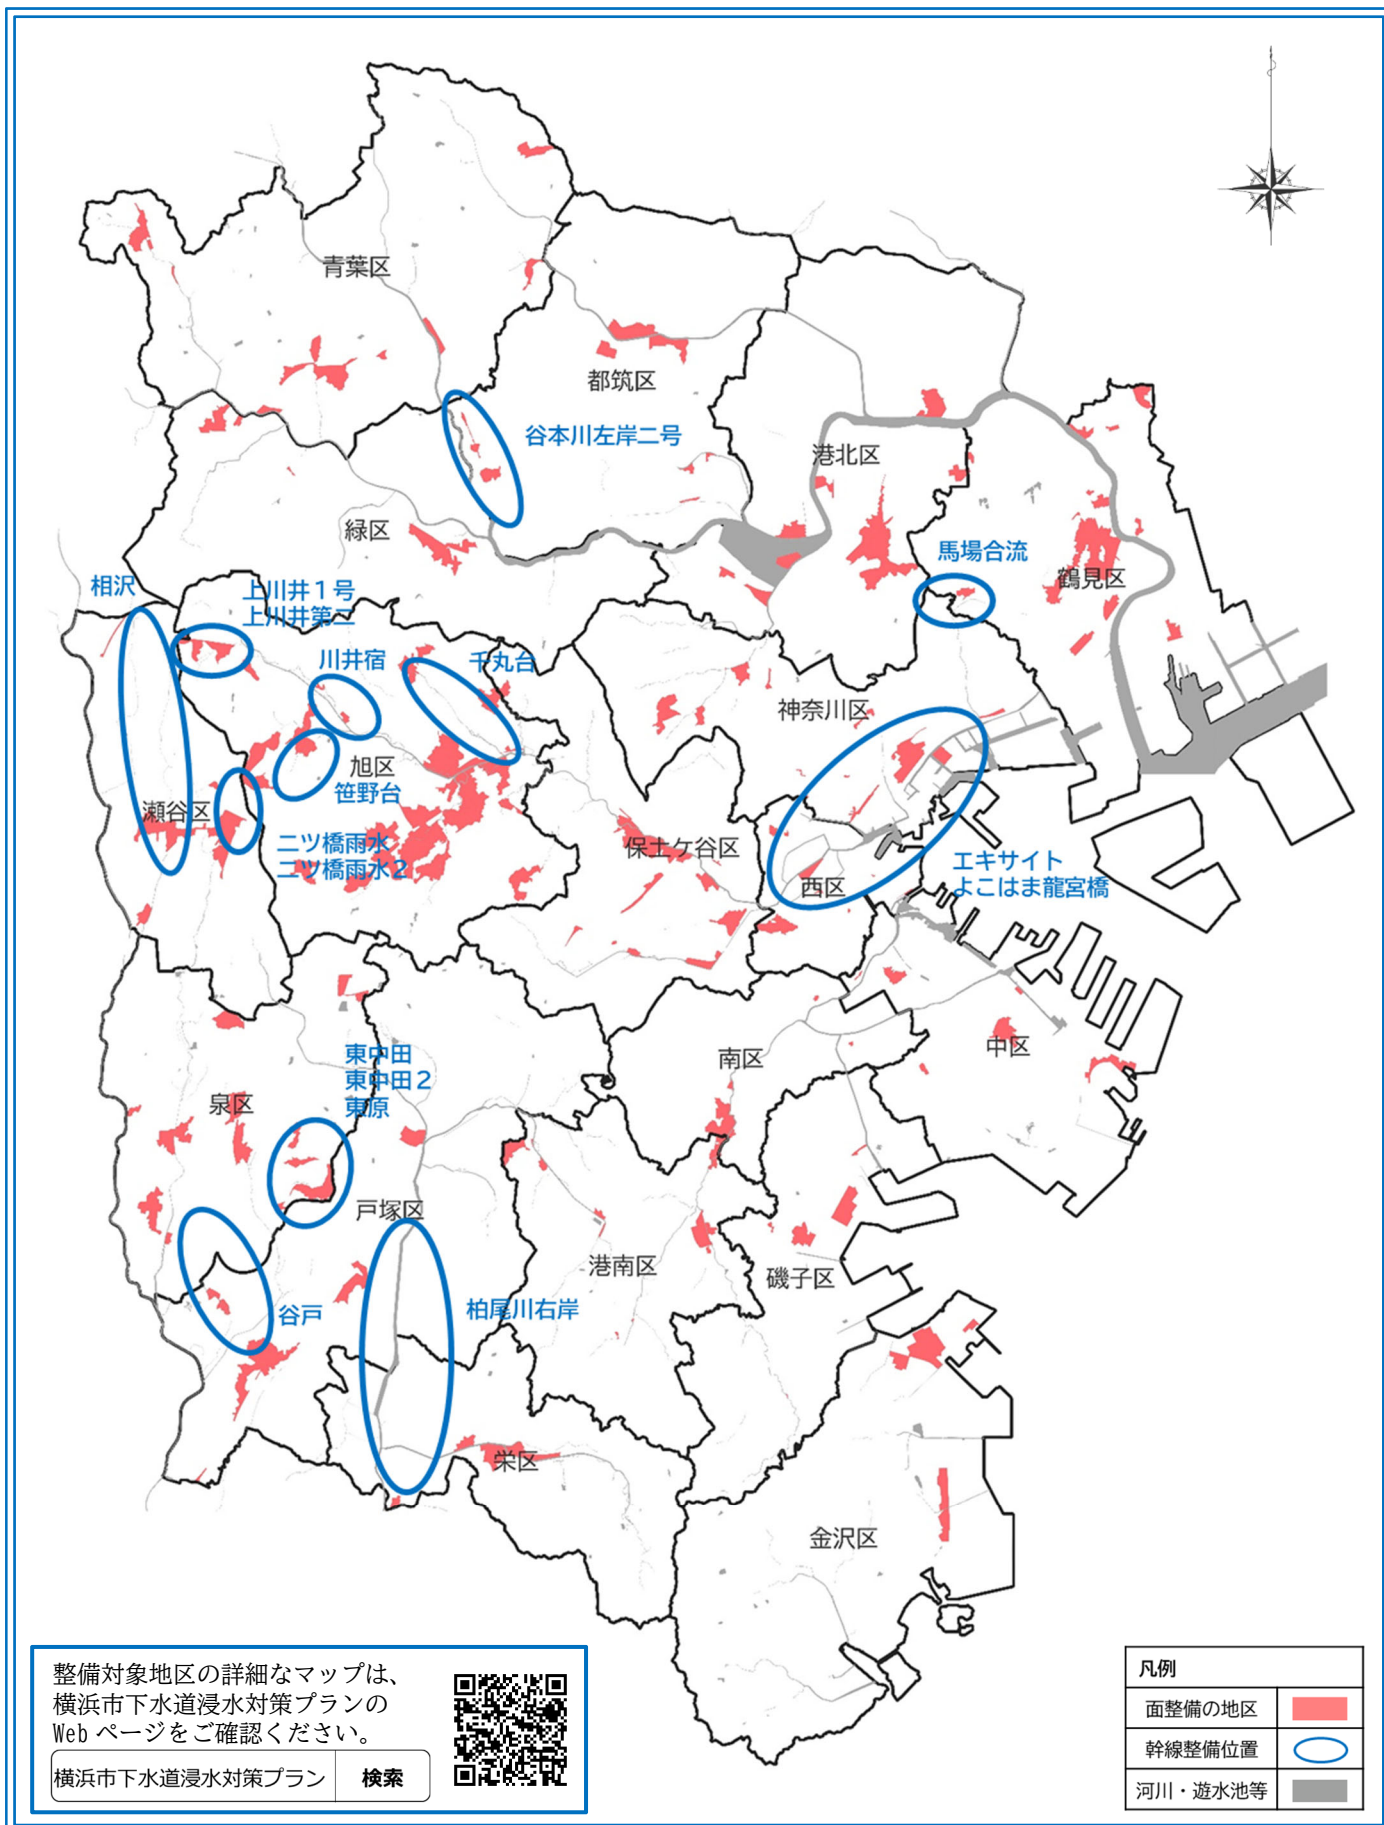 青葉区
都筑区
谷本川左岸二号
港北区
緑区
馬場合流
鶴見区
相沢
上川井1号
上川井第二
川井宿
千丸台
神奈川区
旭区
笹野台
瀬谷区
二ツ橋雨水
二ツ橋雨水2
保土ケ谷区
西区
エキサイト
よこはま龍宮橋
南区
中区
東中田
東中田2
東原
泉区
戸塚区
港南区
磯子区
谷戸
柏尾川右岸
栄区
金沢区
整備対象地区の詳細なマップは、
横浜市下水道浸水対策プランの
Webページをご確認ください。
横浜市下水道浸水対策プラン 検索
凡例
面整備の地区
幹線整備位置
河川・遊水池等